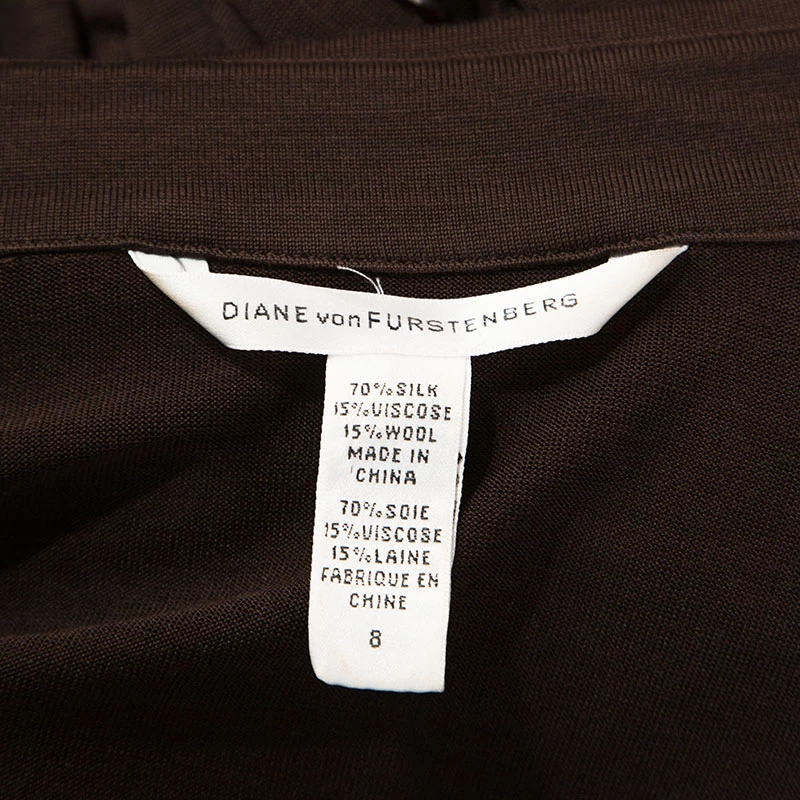 DIANE von FURSTENBERG
70% SILK
15% VISCOSE
15% WOOL
MADE IN
CHINA
70% SOIE
15% VISCOSE
15% LAINE
FABRIQUE EN
CHINE
8